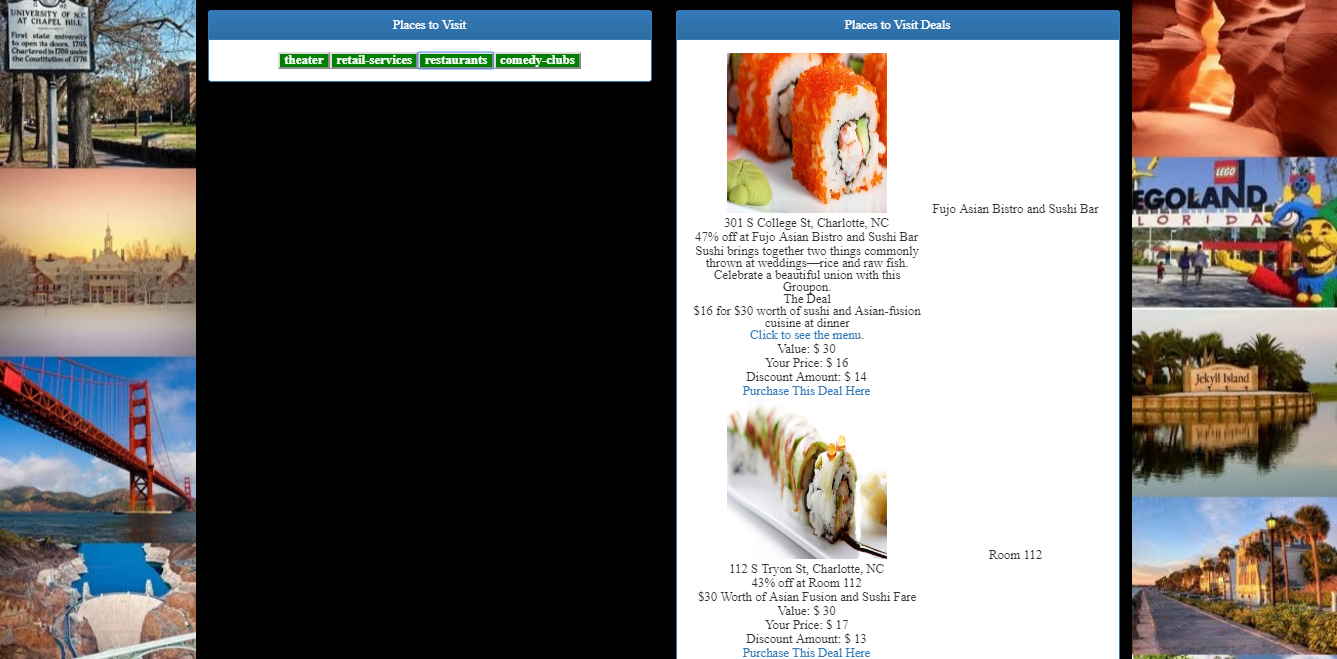 UNIVERSITY OF N.C.
AT CHAPEL HILL
First state university
to open its doors, 1795.
Chartered in 1789 under
the Constitution of 1776.
Places to Visit
theater retail-services restaurants comedy-clubs
Places to Visit Deals
Fujo Asian Bistro and Sushi Bar
301 S College St, Charlotte, NC
47% off at Fujo Asian Bistro and Sushi Bar
Sushi brings together two things commonly
thrown at weddings—rice and raw fish.
Celebrate a beautiful union with this
Groupon.
The Deal
$16 for $30 worth of sushi and Asian-fusion
cuisine at dinner
Click to see the menu.
Value: $ 30
Your Price: $ 16
Discount Amount: $ 14
Purchase This Deal Here
Room 112
112 S Tryon St, Charlotte, NC
43% off at Room 112
$30 Worth of Asian Fusion and Sushi Fare
Value: $ 30
Your Price: $ 17
Discount Amount: $ 13
Purchase This Deal Here
LEGO
EGOLAND
LORIDA
Jekyll Island